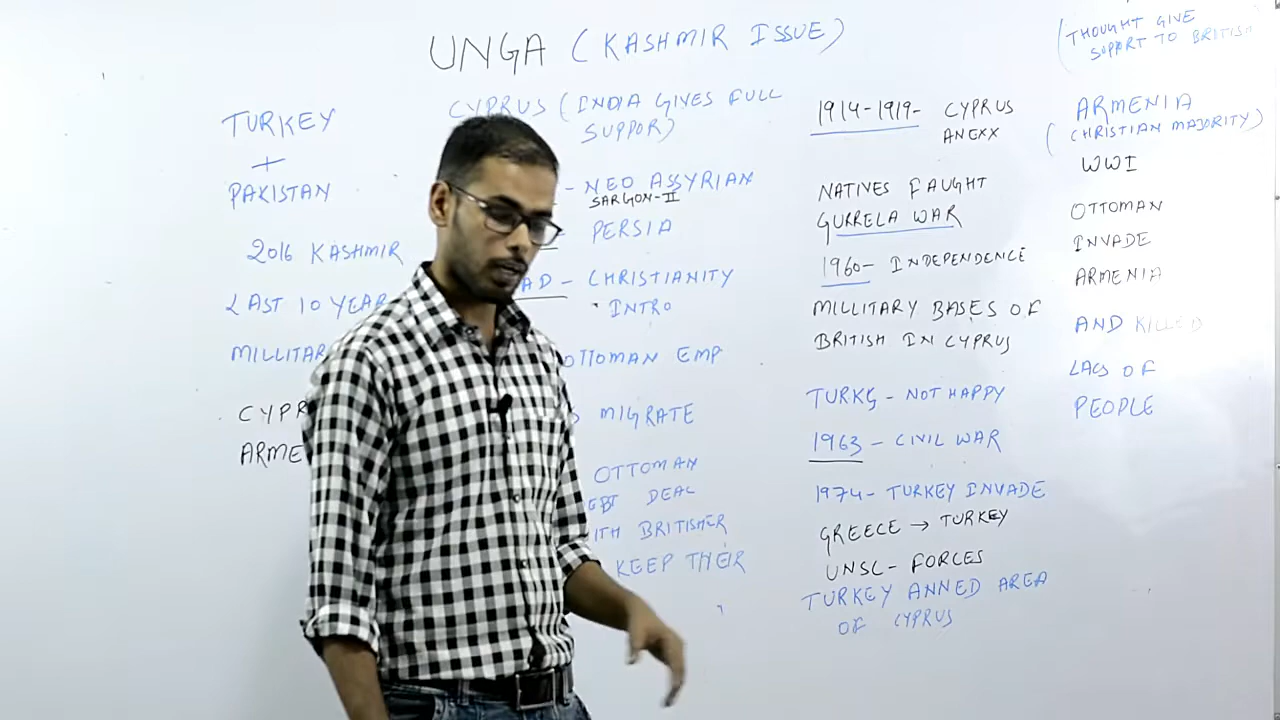 UNGA (KASHMIR ISSUE)
TURKEY
+
PAKISTAN
2016 KASHMIR
LAST 10 YEAR
MILLITAR
CYPR
ARME
CYPRUS (INDIA GIVES FULL
SUPPOR)
- NEO ASSYRIAN
SARGON-II
PERSIA
AD - CHRISTIANITY
INTRO
OTTOMAN EMP
S MIGRATE
OTTOMAN
EBT DEAL
ITH BRITISHER
KEEP THEIR
1914-1919- CYPRUS
ANEXX
NATIVES FAUGHT
GURRELA WAR
1960- INDEPENDENCE
MILLITARY BASES OF
BRITISH IN CYPRUS
TURKS - NOT HAPPY
1963 - CIVIL WAR
1974- TURKEY INVADE
GREECE → TURKEY
UNSC- FORCES
TURKEY ANNED AREA
OF CYPRUS
(THOUGHT GIVE
SUPPORT TO BRITISH
ARMENIA
(CHRISTIAN MAJORITY)
WWI
OTTOMAN
INVADE
ARMENIA
AND KILLED
LACS OF
PEOPLE